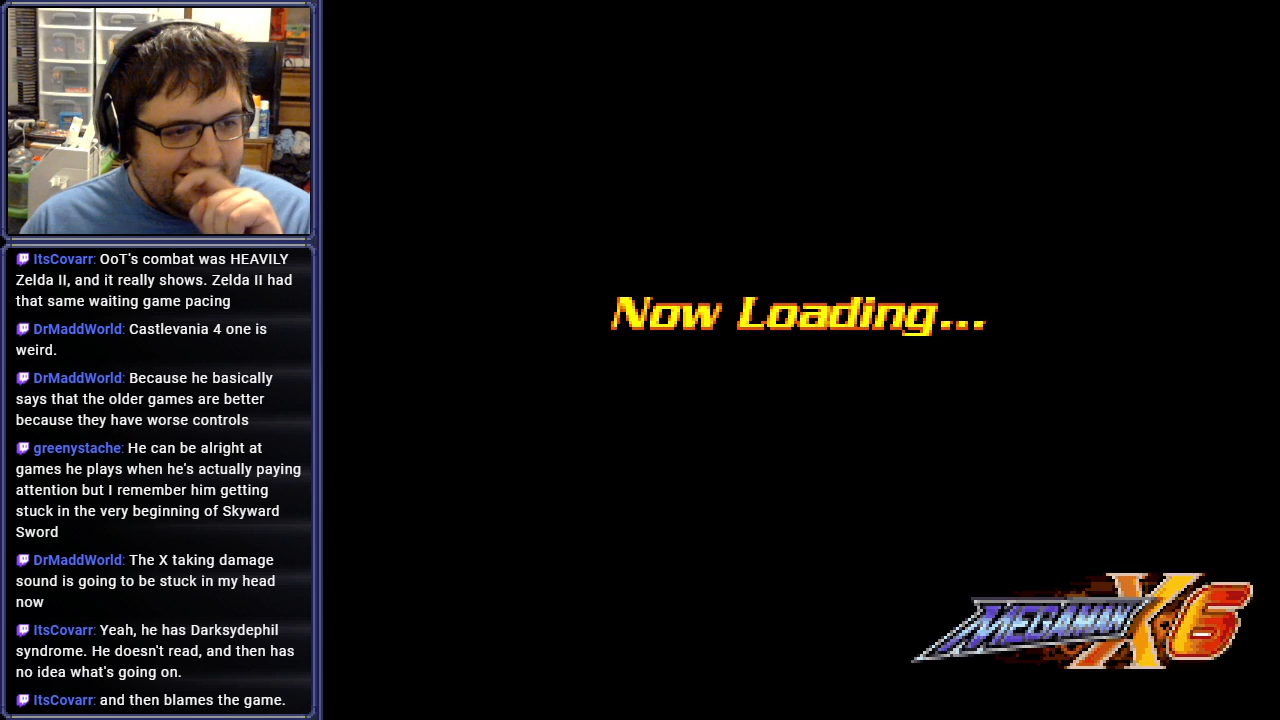 ItsCovarr: OoT's combat was HEAVILY
Zelda II, and it really shows. Zelda II had
that same waiting game pacing
DrMaddWorld: Castlevania 4 one is
weird.
DrMaddWorld: Because he basically
says that the older games are better
because they have worse controls
greenystache: He can be alright at
games he plays when he's actually paying
attention but I remember him getting
stuck in the very beginning of Skyward
Sword
DrMaddWorld: The X taking damage
sound is going to be stuck in my head
now
ItsCovarr: Yeah, he has Darksydephil
syndrome. He doesn't read, and then has
no idea what's going on.
ItsCovarr: and then blames the game.
Now Loading...
MEGAMAN X6